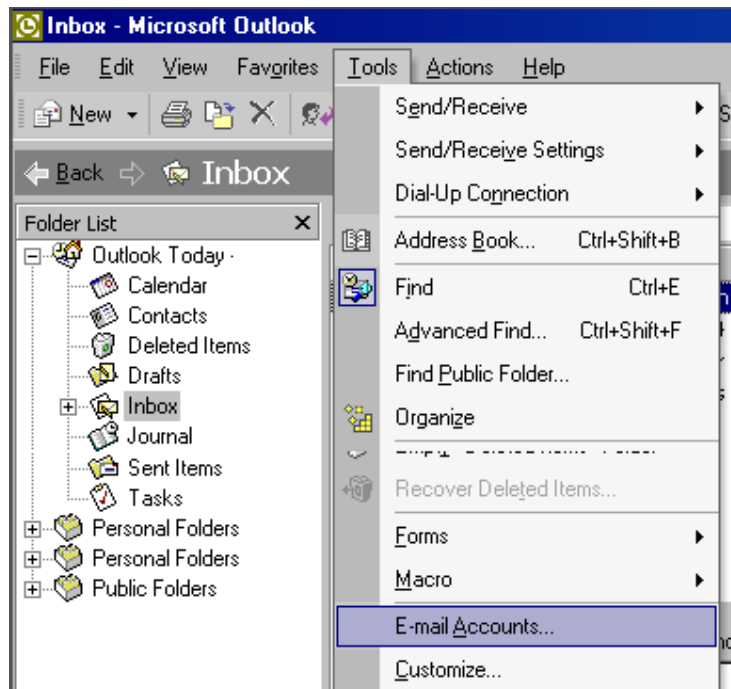 Inbox - Microsoft Outlook
File Edit View Favorites Tools Actions Help
New
Back Inbox
Folder List
Outlook Today -
Calendar
Contacts
Deleted Items
Drafts
Inbox
Journal
Sent Items
Tasks
Personal Folders
Personal Folders
Public Folders
Send/Receive
Send/Receive Settings
Dial-Up Connection
Address Book... Ctrl+Shift+B
Find Ctrl+E
Advanced Find... Ctrl+Shift+F
Find Public Folder...
Organize
Recover Deleted Items...
Forms
Macro
E-mail Accounts...
Customize...